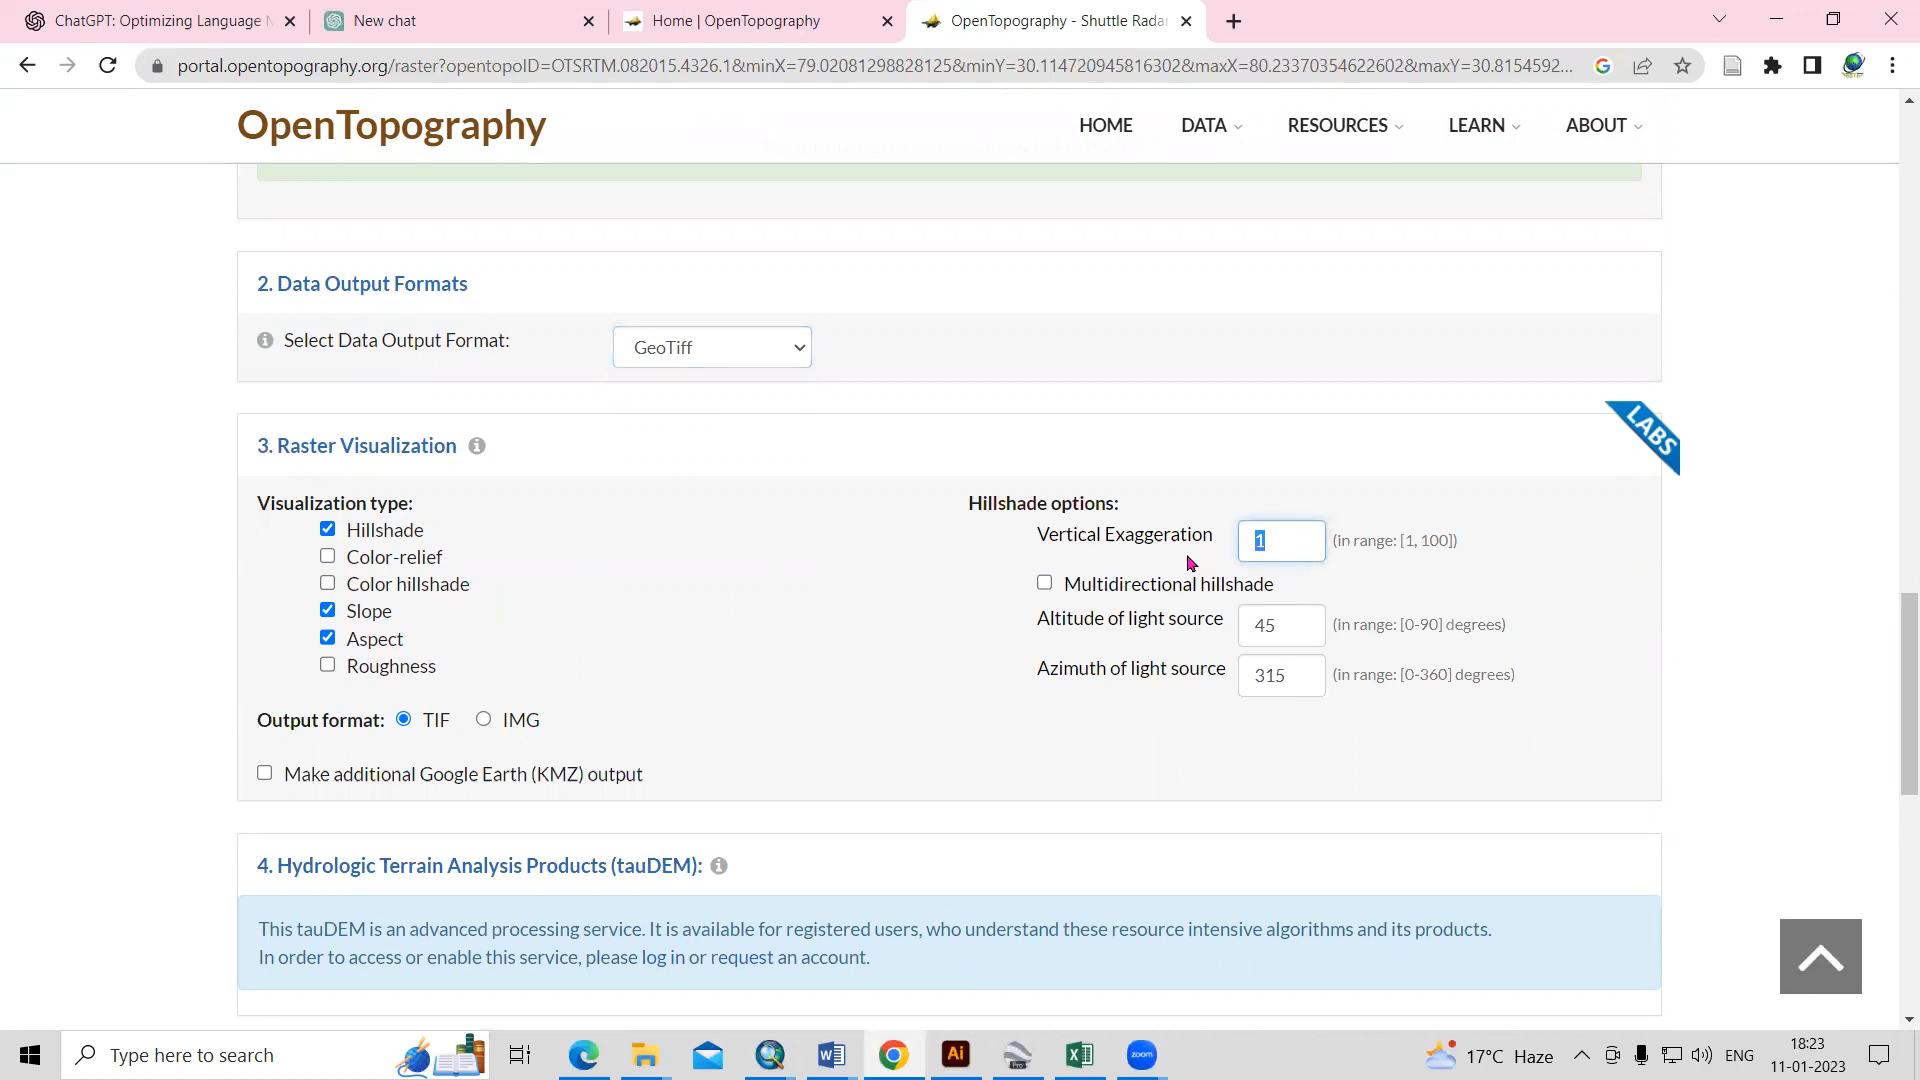 ChatGPT: Optimizing Language
New chat
Home | OpenTopography
OpenTopography - Shuttle Radar
portal.opentopography.org/raster?opentopoID=OTSRTM.082015.4326.1&minX=79.02081298828125&minY=30.114720945816302&maxX=80.23370354622602&maxY=30.8154592...
OpenTopography
HOME DATA RESOURCES LEARN ABOUT
2. Data Output Formats
Select Data Output Format: GeoTiff
LABS
3. Raster Visualization
Visualization type:
Hillshade
Color-relief
Color hillshade
Slope
Aspect
Roughness
Output format: TIF IMG
Make additional Google Earth (KMZ) output
Hillshade options:
Vertical Exaggeration 1 (in range: [1, 100])
Multidirectional hillshade
Altitude of light source 45 (in range: [0-90] degrees)
Azimuth of light source 315 (in range: [0-360] degrees)
4. Hydrologic Terrain Analysis Products (tauDEM):
This tauDEM is an advanced processing service. It is available for registered users, who understand these resource intensive algorithms and its products.
In order to access or enable this service, please log in or request an account.
Type here to search
Ai
zoom
17°C Haze
ENG
18:23
11-01-2023